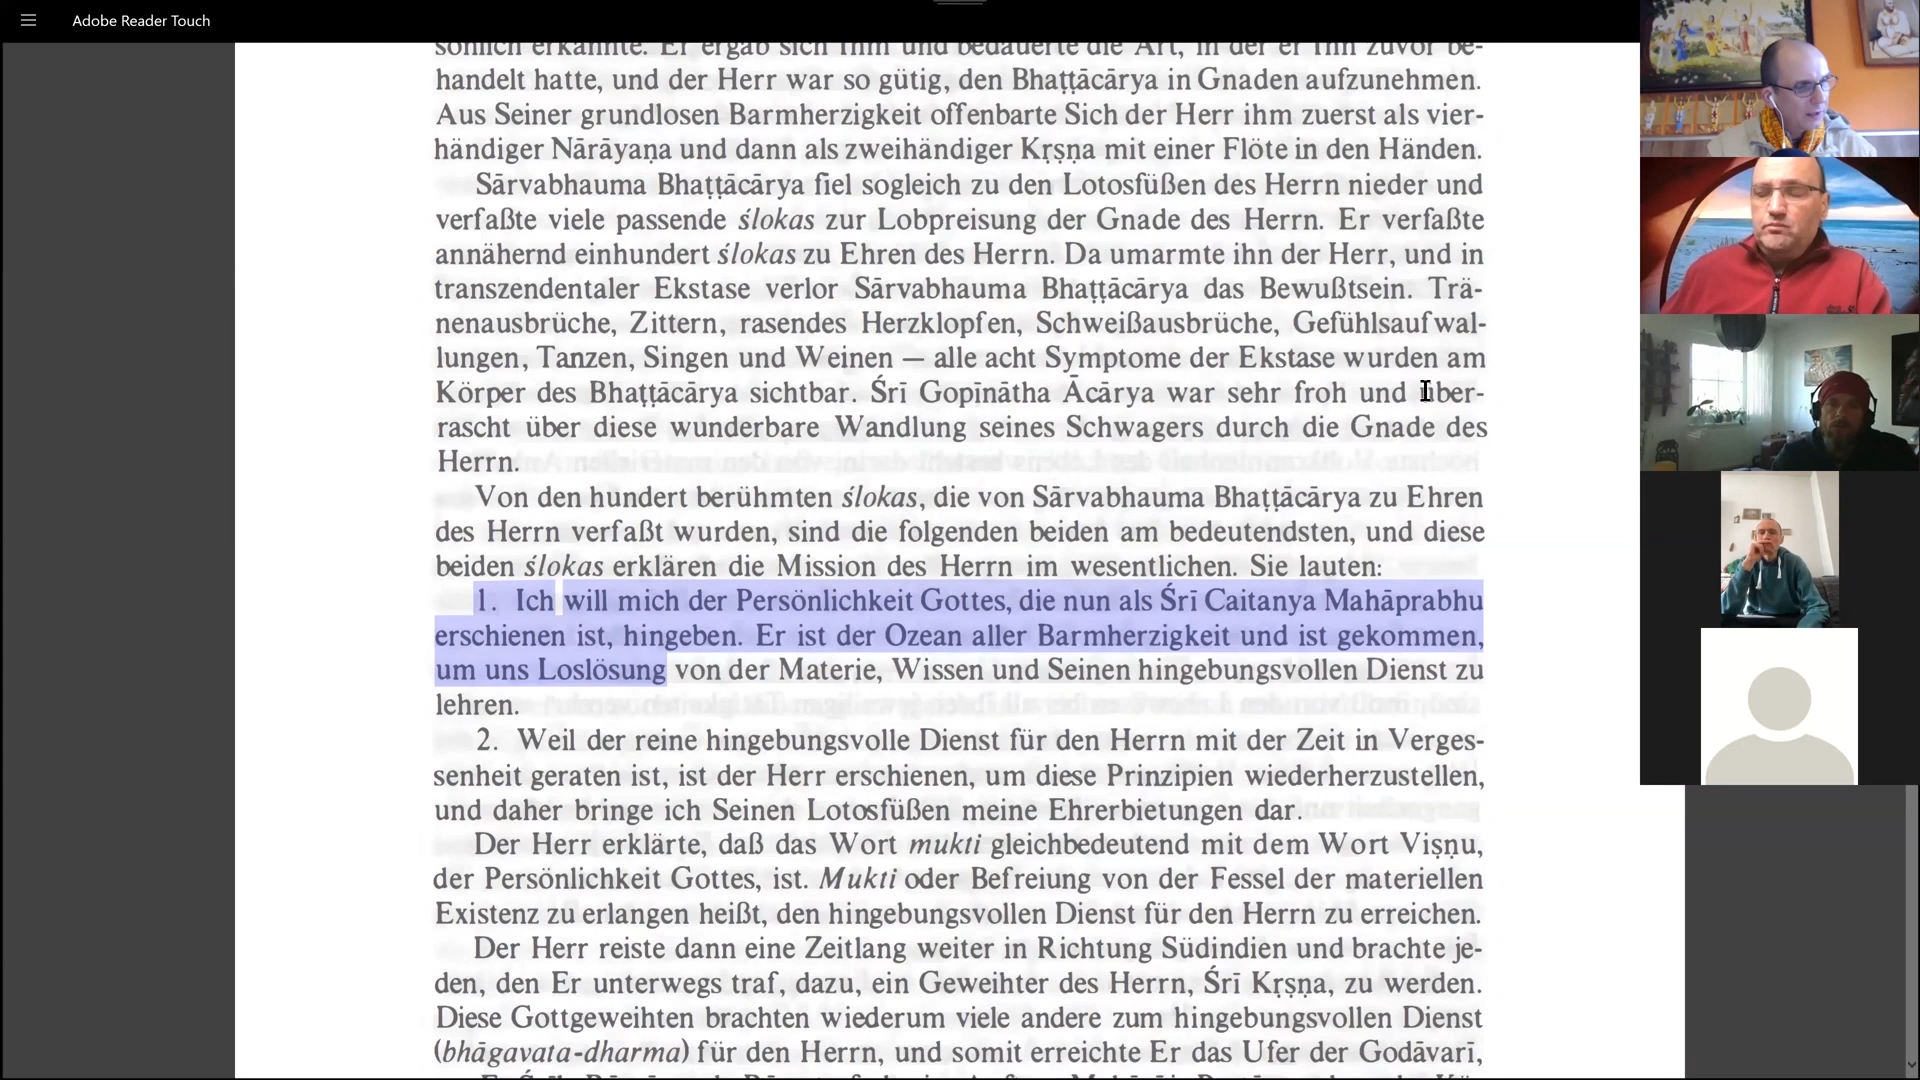 Adobe Reader Touch
sönlich erkannte. Er ergab sich Ihm und bedauerte die Art, in der er Ihn zuvor be-
handelt hatte, und der Herr war so gütig, den Bhaṭṭācārya in Gnaden aufzunehmen.
Aus Seiner grundlosen Barmherzigkeit offenbarte Sich der Herr ihm zuerst als vier-
händiger Nārāyaṇa und dann als zweihändiger Kṛṣṇa mit einer Flöte in den Händen.
Sārvabhauma Bhaṭṭācārya fiel sogleich zu den Lotosfüßen des Herrn nieder und
verfaßte viele passende ślokas zur Lobpreisung der Gnade des Herrn. Er verfaßte
annähernd einhundert ślokas zu Ehren des Herrn. Da umarmte ihn der Herr, und in
transzendentaler Ekstase verlor Sārvabhauma Bhaṭṭācārya das Bewußtsein. Trä-
nenausbrüche, Zittern, rasendes Herzklopfen, Schweißausbrüche, Gefühlsaufwal-
lungen, Tanzen, Singen und Weinen — alle acht Symptome der Ekstase wurden am
Körper des Bhaṭṭācārya sichtbar. Śrī Gopīnātha Ācārya war sehr froh und über-
rascht über diese wunderbare Wandlung seines Schwagers durch die Gnade des
Herrn.
Von den hundert berühmten ślokas, die von Sārvabhauma Bhaṭṭācārya zu Ehren
des Herrn verfaßt wurden, sind die folgenden beiden am bedeutendsten, und diese
beiden ślokas erklären die Mission des Herrn im wesentlichen. Sie lauten:
1. Ich will mich der Persönlichkeit Gottes, die nun als Śrī Caitanya Mahāprabhu
erschienen ist, hingeben. Er ist der Ozean aller Barmherzigkeit und ist gekommen,
um uns Loslösung von der Materie, Wissen und Seinen hingebungsvollen Dienst zu
lehren.
2. Weil der reine hingebungsvolle Dienst für den Herrn mit der Zeit in Verges-
senheit geraten ist, ist der Herr erschienen, um diese Prinzipien wiederherzustellen,
und daher bringe ich Seinen Lotosfüßen meine Ehrerbietungen dar.
Der Herr erklärte, daß das Wort mukti gleichbedeutend mit dem Wort Viṣṇu,
der Persönlichkeit Gottes, ist. Mukti oder Befreiung von der Fessel der materiellen
Existenz zu erlangen heißt, den hingebungsvollen Dienst für den Herrn zu erreichen.
Der Herr reiste dann eine Zeitlang weiter in Richtung Südindien und brachte je-
den, den Er unterwegs traf, dazu, ein Geweihter des Herrn, Śrī Kṛṣṇa, zu werden.
Diese Gottgeweihten brachten wiederum viele andere zum hingebungsvollen Dienst
(bhāgavata-dharma) für den Herrn, und somit erreichte Er das Ufer der Godāvarī,